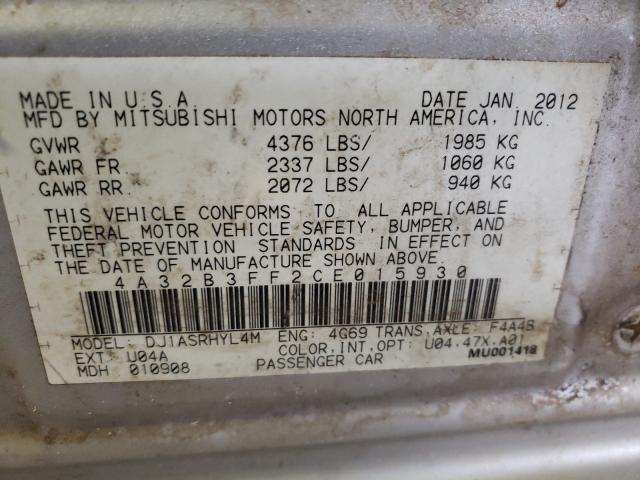 MADE IN U.S.A DATE JAN. 2012
MFD BY MITSUBISHI MOTORS NORTH AMERICA, INC.
GVWR 4376 LBS/ 1985 KG
GAWR FR. 2337 LBS/ 1060 KG
GAWR RR. 2072 LBS/ 940 KG
THIS VEHICLE CONFORMS TO ALL APPLICABLE
FEDERAL MOTOR VEHICLE SAFETY, BUMPER, AND
THEFT PREVENTION STANDARDS IN EFFECT ON
THE DATE OF MANUFACTURE SHOWN ABOVE.
4A32B3FF2CE015930
MODEL: DJ1ASRHYL4M ENG: 4G69 TRANS,AXLE: F4A4B
EXT: U04A COLOR,INT,OPT: U04.47X.A01
MDH 010908 PASSENGER CAR MU001418